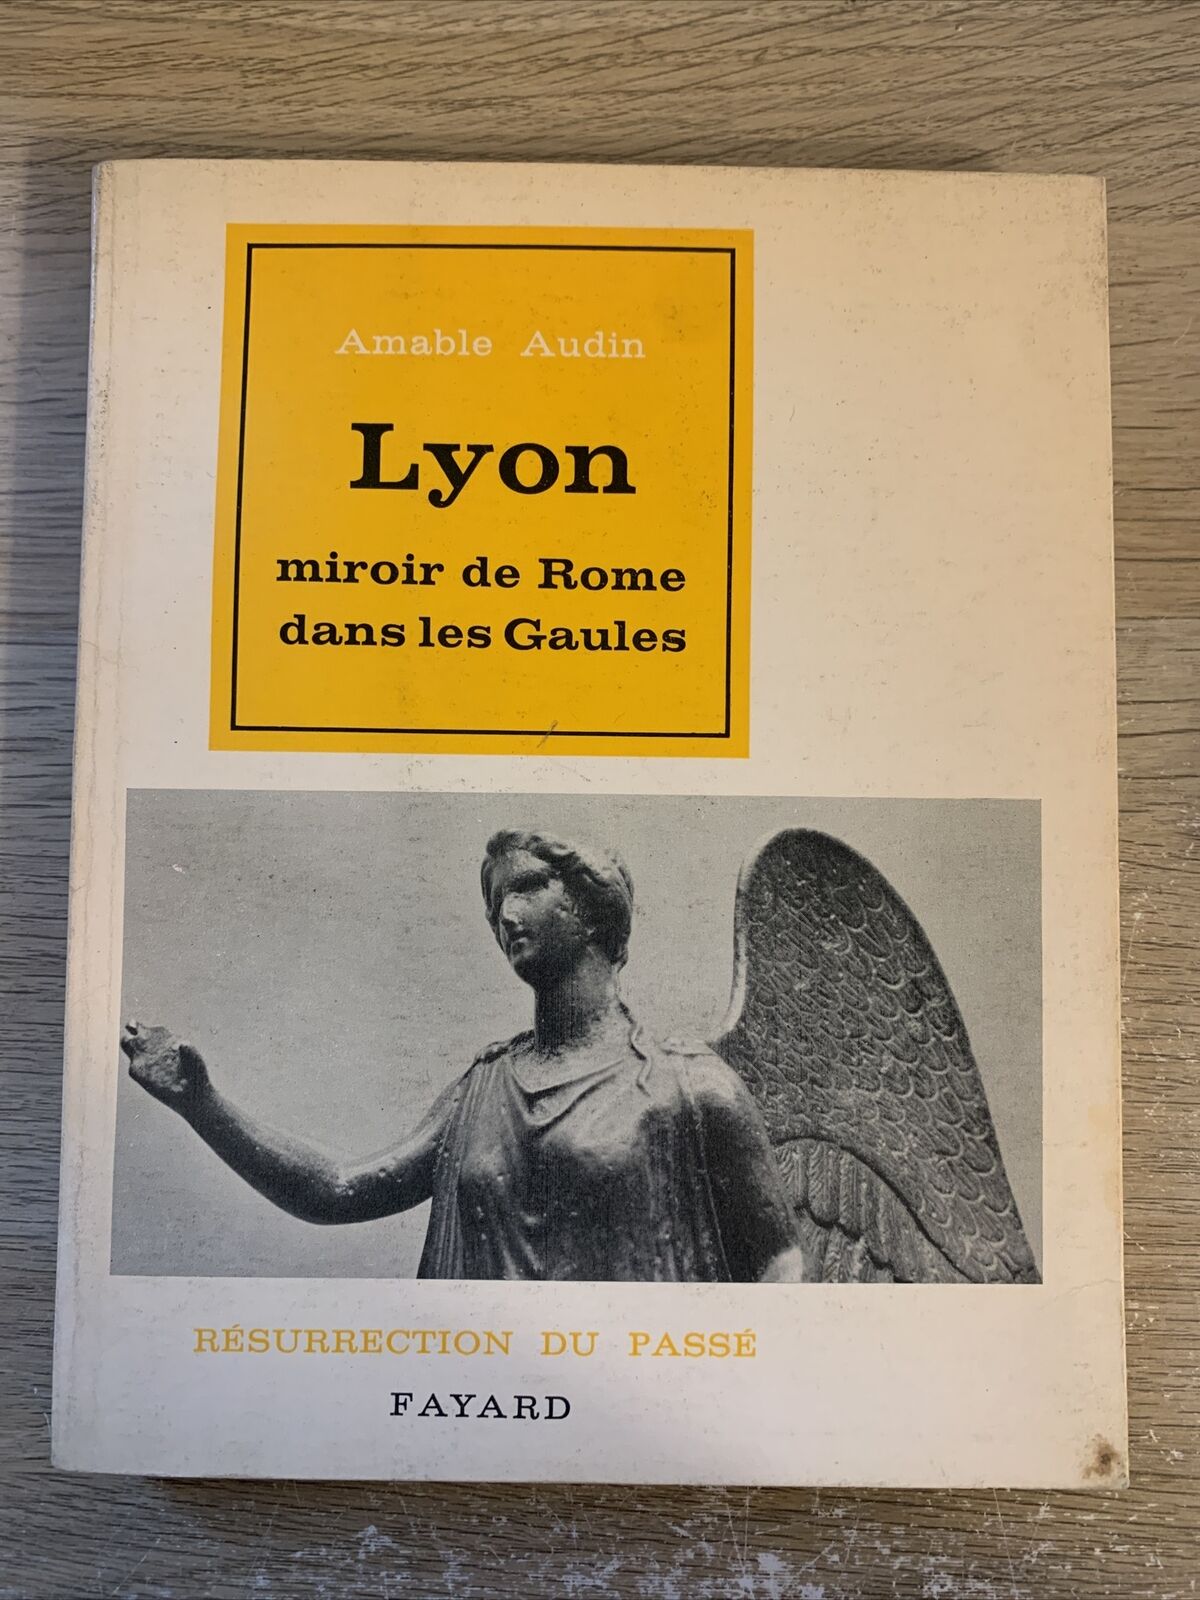 Amable Audin
Lyon
miroir de Rome
dans les Gaules
RÉSURRECTION DU PASSÉ
FAYARD